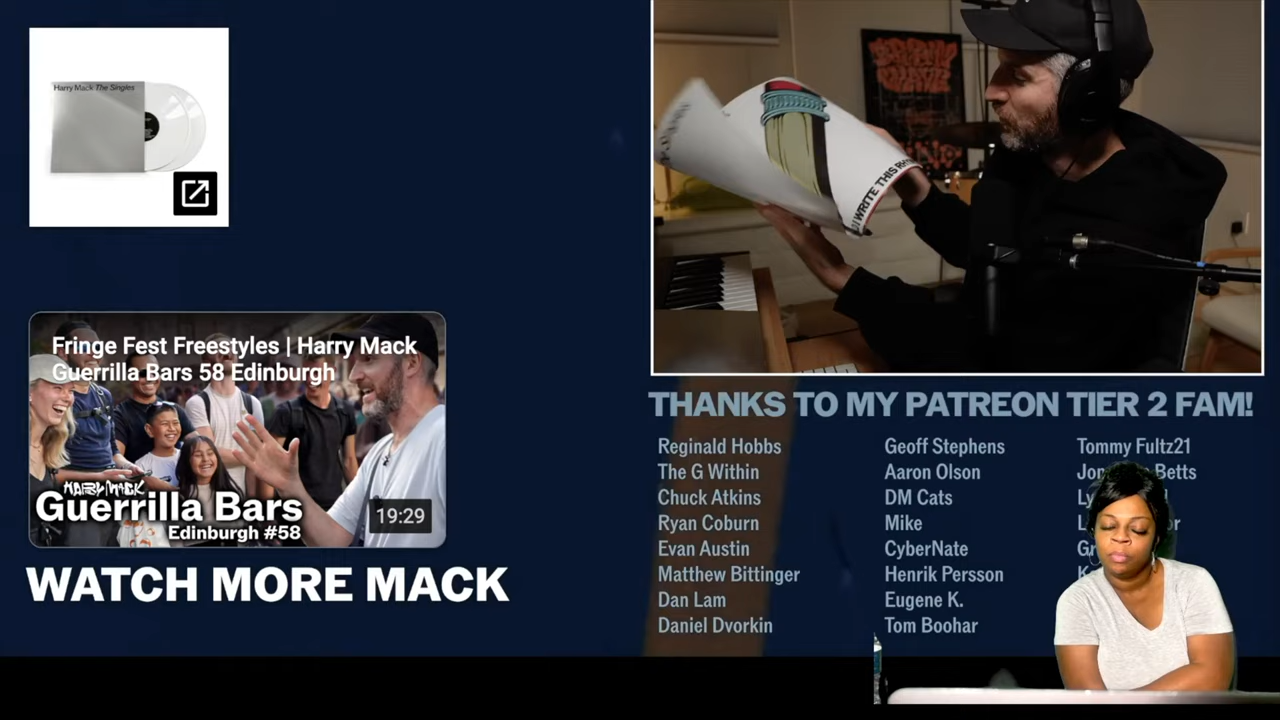 Harry Mack The Singles
WRITE THIS
Fringe Fest Freestyles | Harry Mack
Guerrilla Bars 58 Edinburgh
HARRY MACK
Guerrilla Bars
Edinburgh #58
19:29
WATCH MORE MACK
THANKS TO MY PATREON TIER 2 FAM!
Reginald Hobbs
The G Within
Chuck Atkins
Ryan Coburn
Evan Austin
Matthew Bittinger
Dan Lam
Daniel Dvorkin
Geoff Stephens
Aaron Olson
DM Cats
Mike
CyberNate
Henrik Persson
Eugene K.
Tom Boohar
Tommy Fultz21
Betts